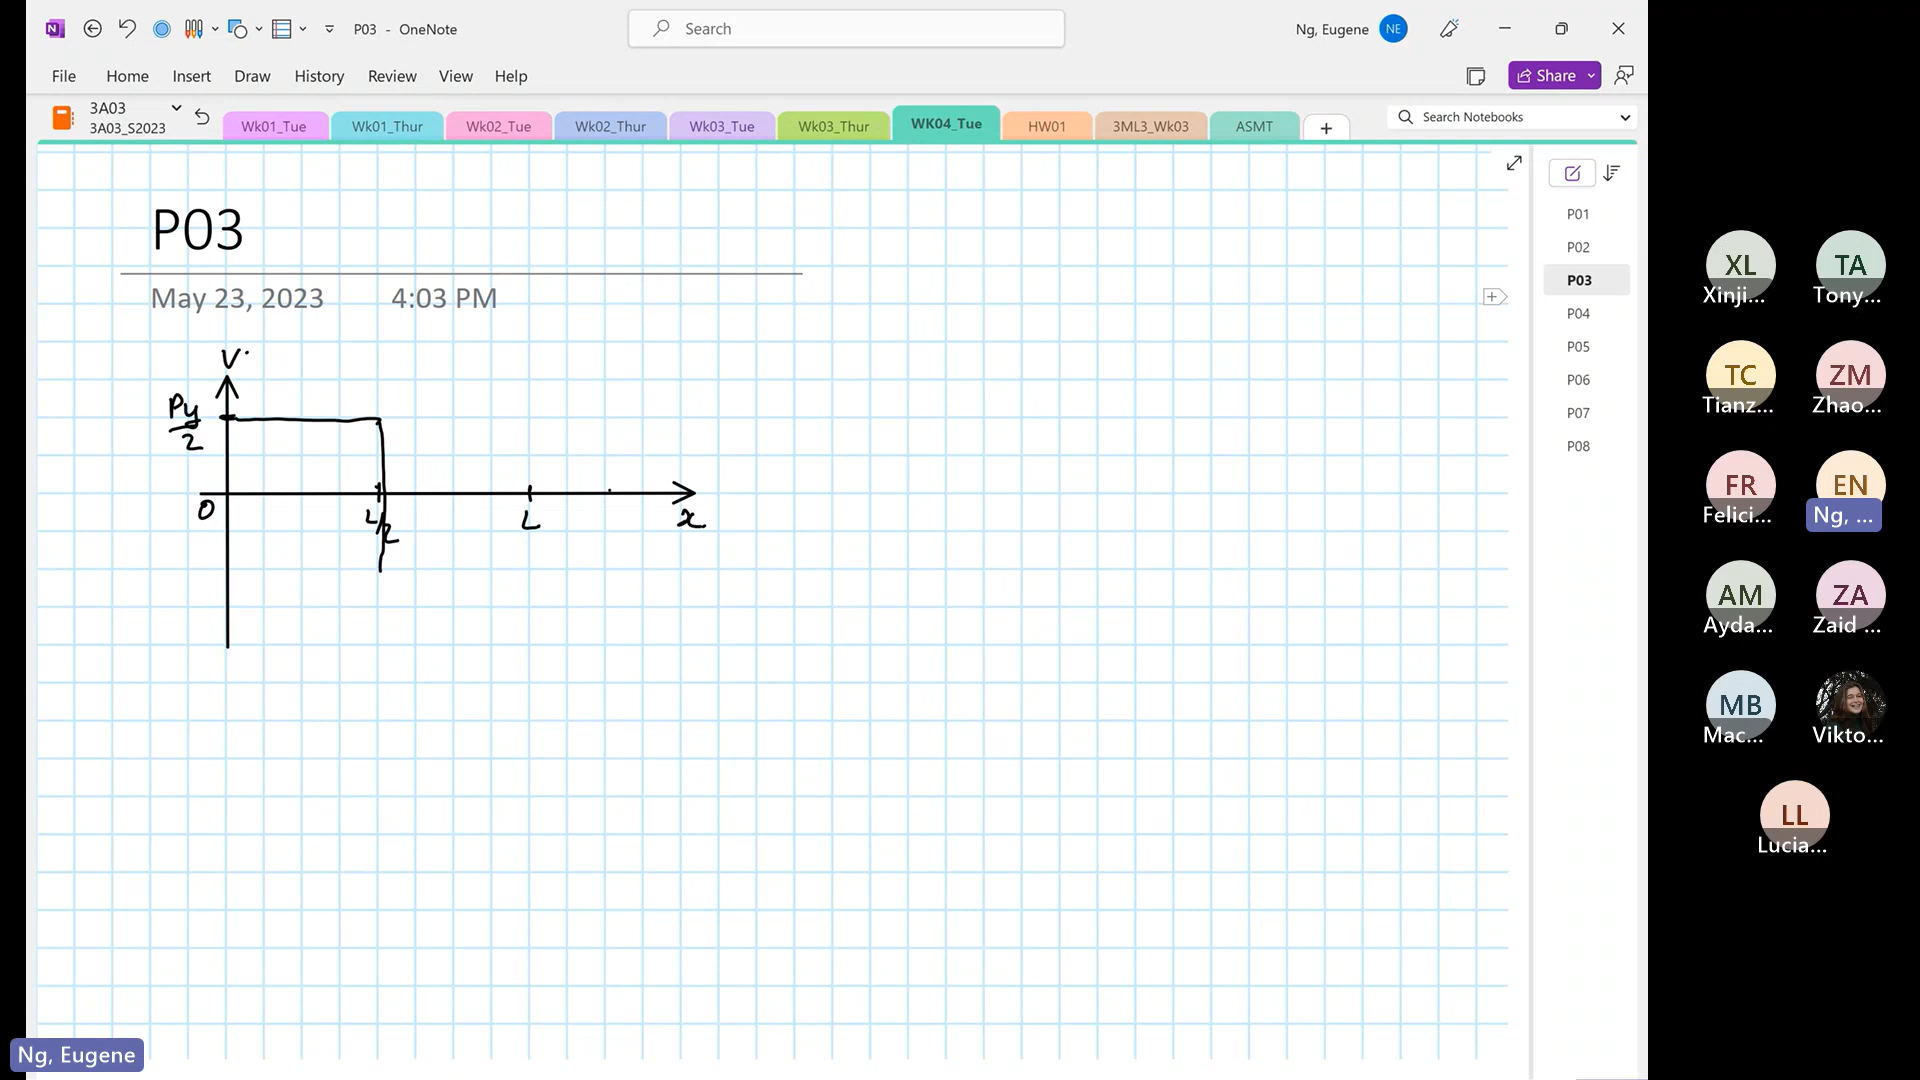 P03 - OneNote
Search
Ng, Eugene
NE
File Home Insert Draw History Review View Help
Share
3A03
3A03_S2023
Wk01_Tue Wk01_Thur Wk02_Tue Wk02_Thur Wk03_Tue Wk03_Thur WK04_Tue HW01 3ML3_Wk03 ASMT +
Search Notebooks
P03
May 23, 2023 4:03 PM
V
Py/2
0
L/2
L
x
P01
P02
P03
P04
P05
P06
P07
P08
XL
Xinji...
TA
Tony...
TC
Tianz...
ZM
Zhao...
FR
Felici...
EN
Ng, ...
AM
Ayda...
ZA
Zaid ...
MB
Mac...
Vikto...
LL
Lucia...
Ng, Eugene